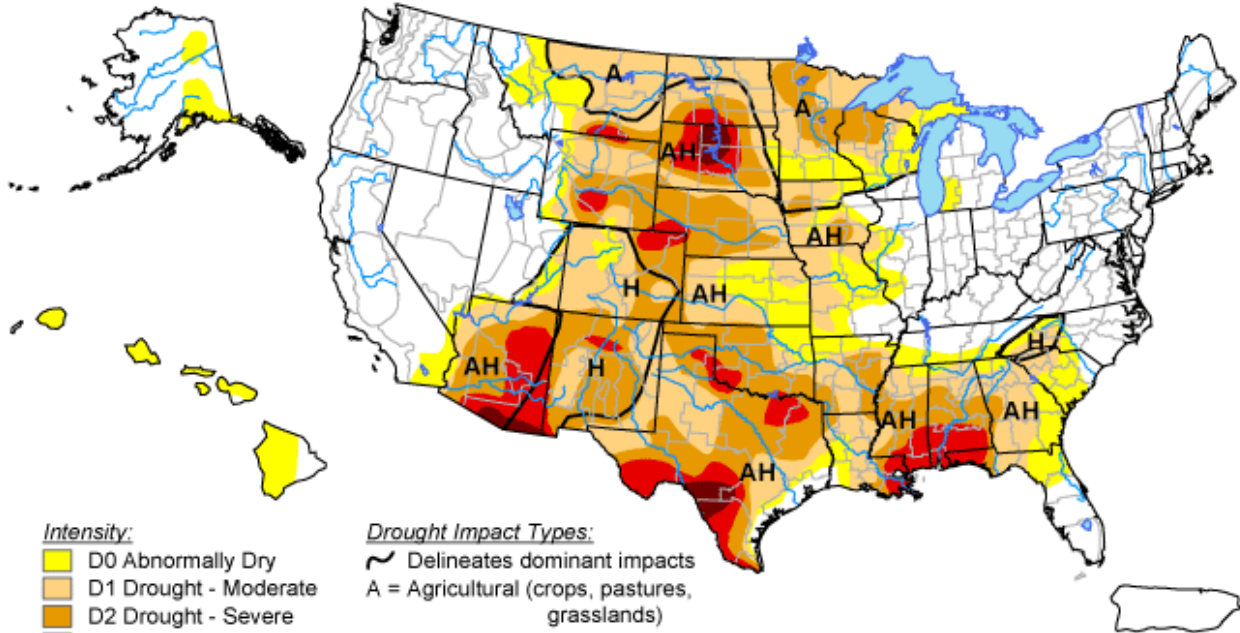 A
A
AH
AH
H
AH
AH
H
H
AH
AH
AH
Intensity:
D0 Abnormally Dry
D1 Drought - Moderate
D2 Drought - Severe
Drought Impact Types:
Delineates dominant impacts
A = Agricultural (crops, pastures,
grasslands)